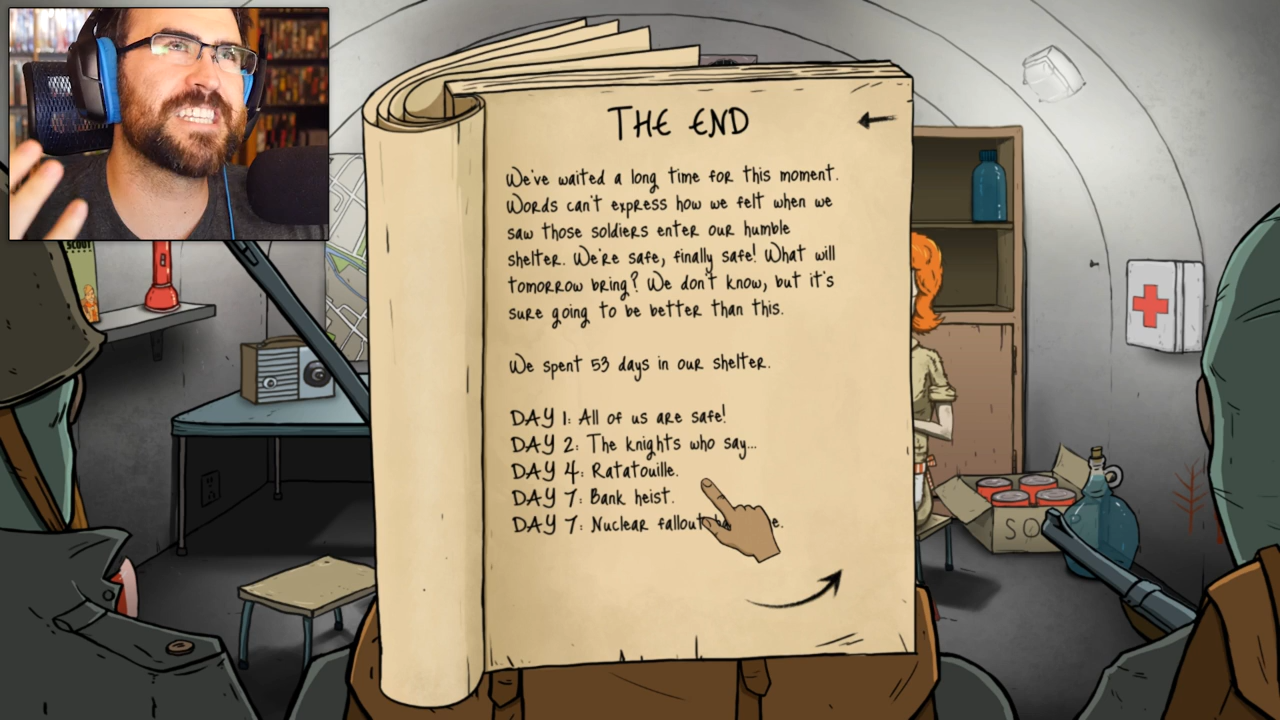 THE END
We've waited a long time for this moment.
Words can't express how we felt when we
saw those soldiers enter our humble
shelter. We're safe, finally safe! What will
tomorrow bring? We don't know, but it's
sure going to be better than this.
We spent 53 days in our shelter.
DAY 1: All of us are safe!
DAY 2: The knights who say...
DAY 4: Ratatouille.
DAY 7: Bank heist.
DAY 7: Nuclear fallout
SCOUT